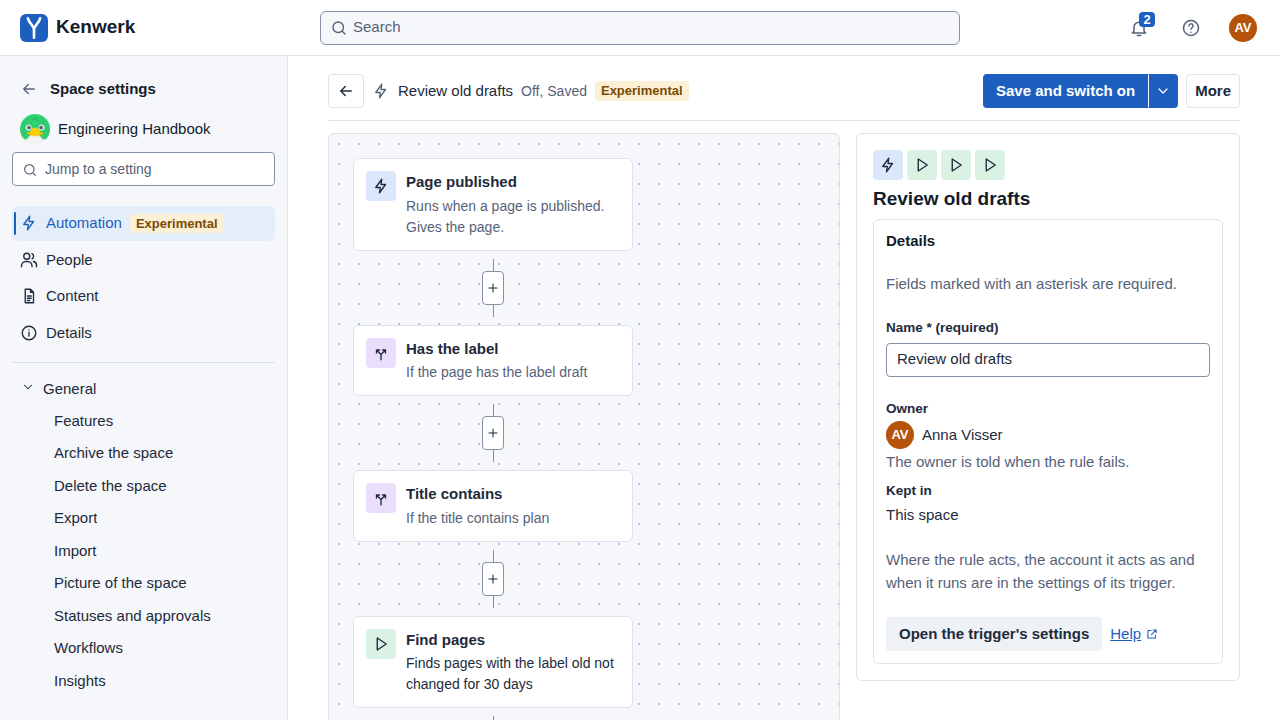 Kenwerk
Search
2
AV
Space settings
Engineering Handbook
Jump to a setting
Automation Experimental
People
Content
Details
General
Features
Archive the space
Delete the space
Export
Import
Picture of the space
Statuses and approvals
Workflows
Insights
Review old drafts Off, Saved Experimental
Save and switch on
More
Page published
Runs when a page is published.
Gives the page.
Has the label
If the page has the label draft
Title contains
If the title contains plan
Find pages
Finds pages with the label old not
changed for 30 days
Review old drafts
Details
Fields marked with an asterisk are required.
Name * (required)
Review old drafts
Owner
AV Anna Visser
The owner is told when the rule fails.
Kept in
This space
Where the rule acts, the account it acts as and
when it runs are in the settings of its trigger.
Open the trigger's settings Help